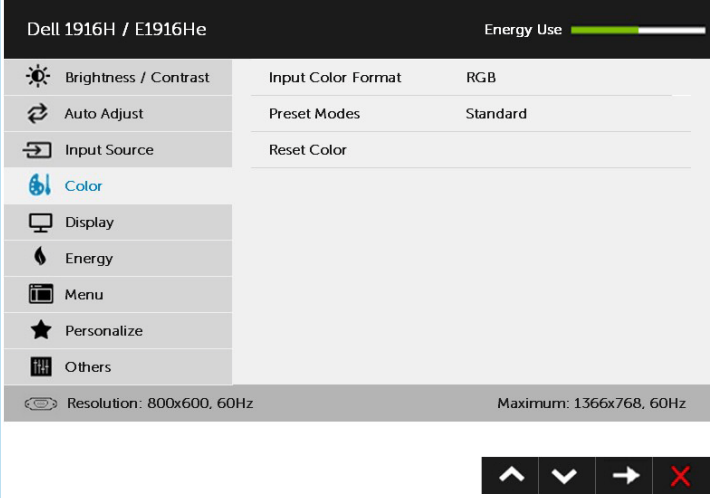 Dell 1916H / E1916He
Energy Use
Brightness / Contrast
Auto Adjust
Input Source
Color
Display
Energy
Menu
Personalize
Others
Input Color Format RGB
Preset Modes Standard
Reset Color
Resolution: 800x600, 60Hz
Maximum: 1366x768, 60Hz